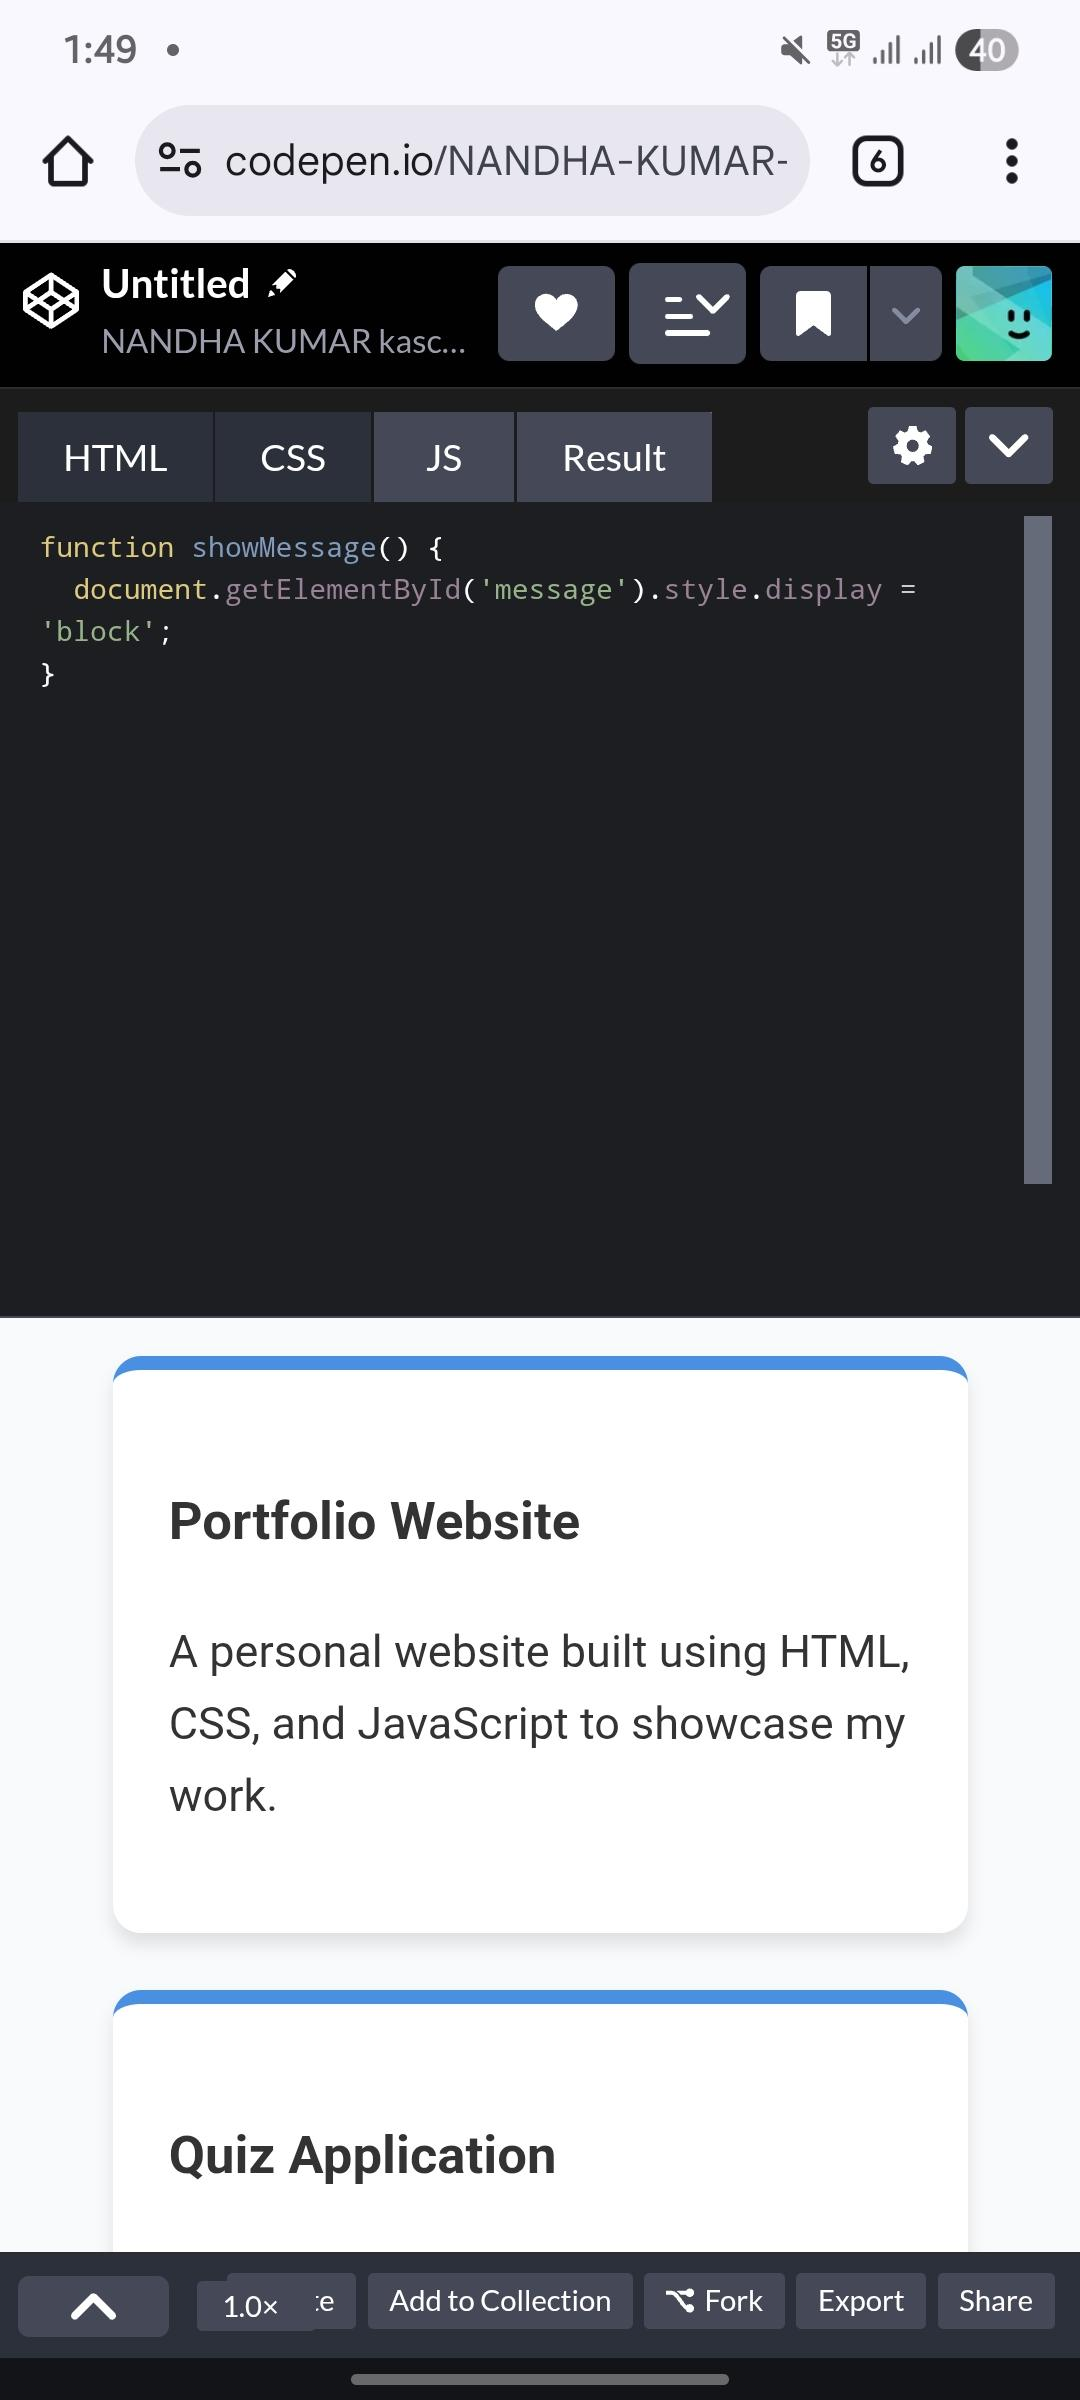 1:49
5G
40
codepen.io/NANDHA-KUMAR-
6
Untitled
NANDHA KUMAR kasc...
HTML
CSS
JS
Result
function showMessage() {
  document.getElementById('message').style.display =
'block';
}
Portfolio Website
A personal website built using HTML,
CSS, and JavaScript to showcase my
work.
Quiz Application
1.0×
Add to Collection
Fork
Export
Share